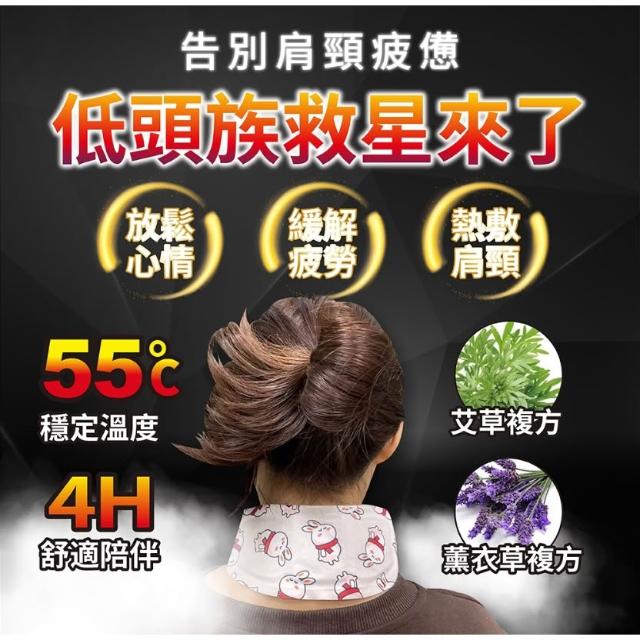 告別肩頸疲憊
低頭族救星來了
放鬆
心情
緩解
疲勞
熱敷
肩頸
55℃
穩定溫度
4H
舒適陪伴
艾草複方
薰衣草複方